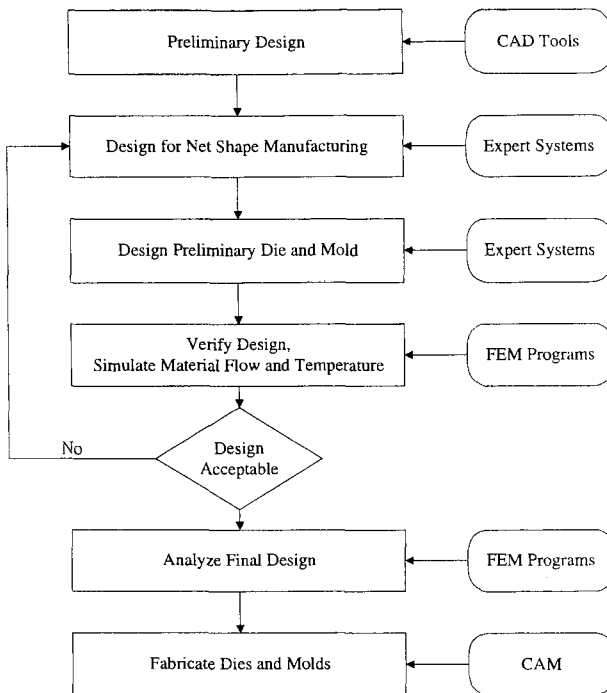 Preliminary Design
CAD Tools
Design for Net Shape Manufacturing
Expert Systems
Design Preliminary Die and Mold
Expert Systems
Verify Design,
Simulate Material Flow and Temperature
FEM Programs
No
Design
Acceptable
Analyze Final Design
FEM Programs
Fabricate Dies and Molds
CAM